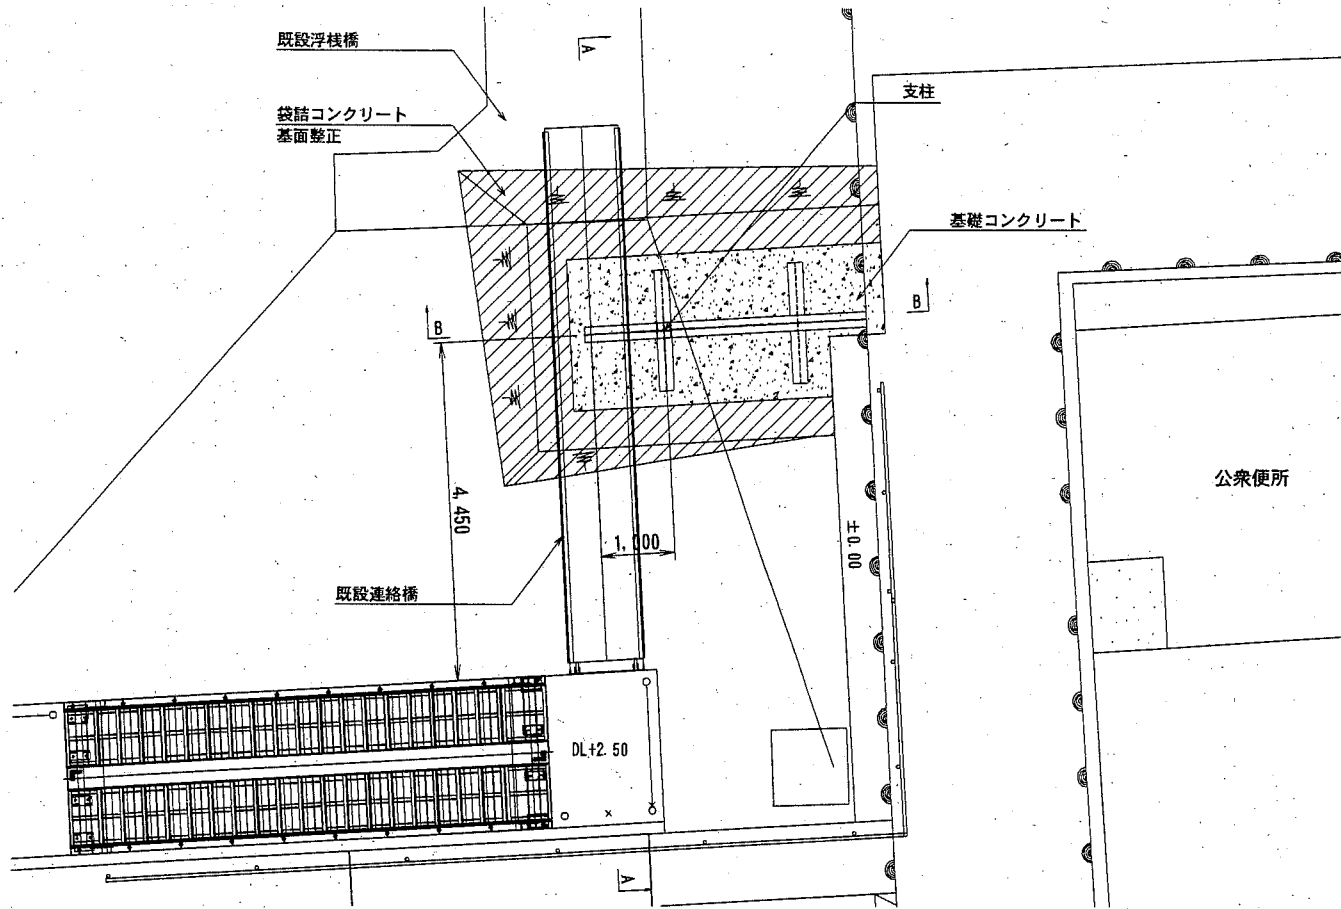 既設浮桟橋
A
支柱
袋詰コンクリート
基面整正
基礎コンクリート
B
B
公衆便所
4,450
1,000
±0.00
既設連絡橋
DL+2.50
A